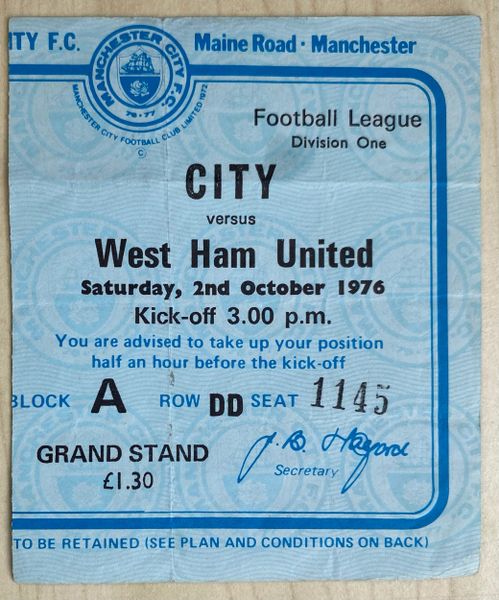 ITY F.C.
Maine Road · Manchester
MANCHESTER CITY F.C.
76-77
MANCHESTER CITY FOOTBALL CLUB LIMITED 1972
©
Football League
Division One
CITY
versus
West Ham United
Saturday, 2nd October 1976
Kick-off 3.00 p.m.
You are advised to take up your position
half an hour before the kick-off
BLOCK A ROW DD SEAT 1145
GRAND STAND
£1.30
Secretary
TO BE RETAINED (SEE PLAN AND CONDITIONS ON BACK)